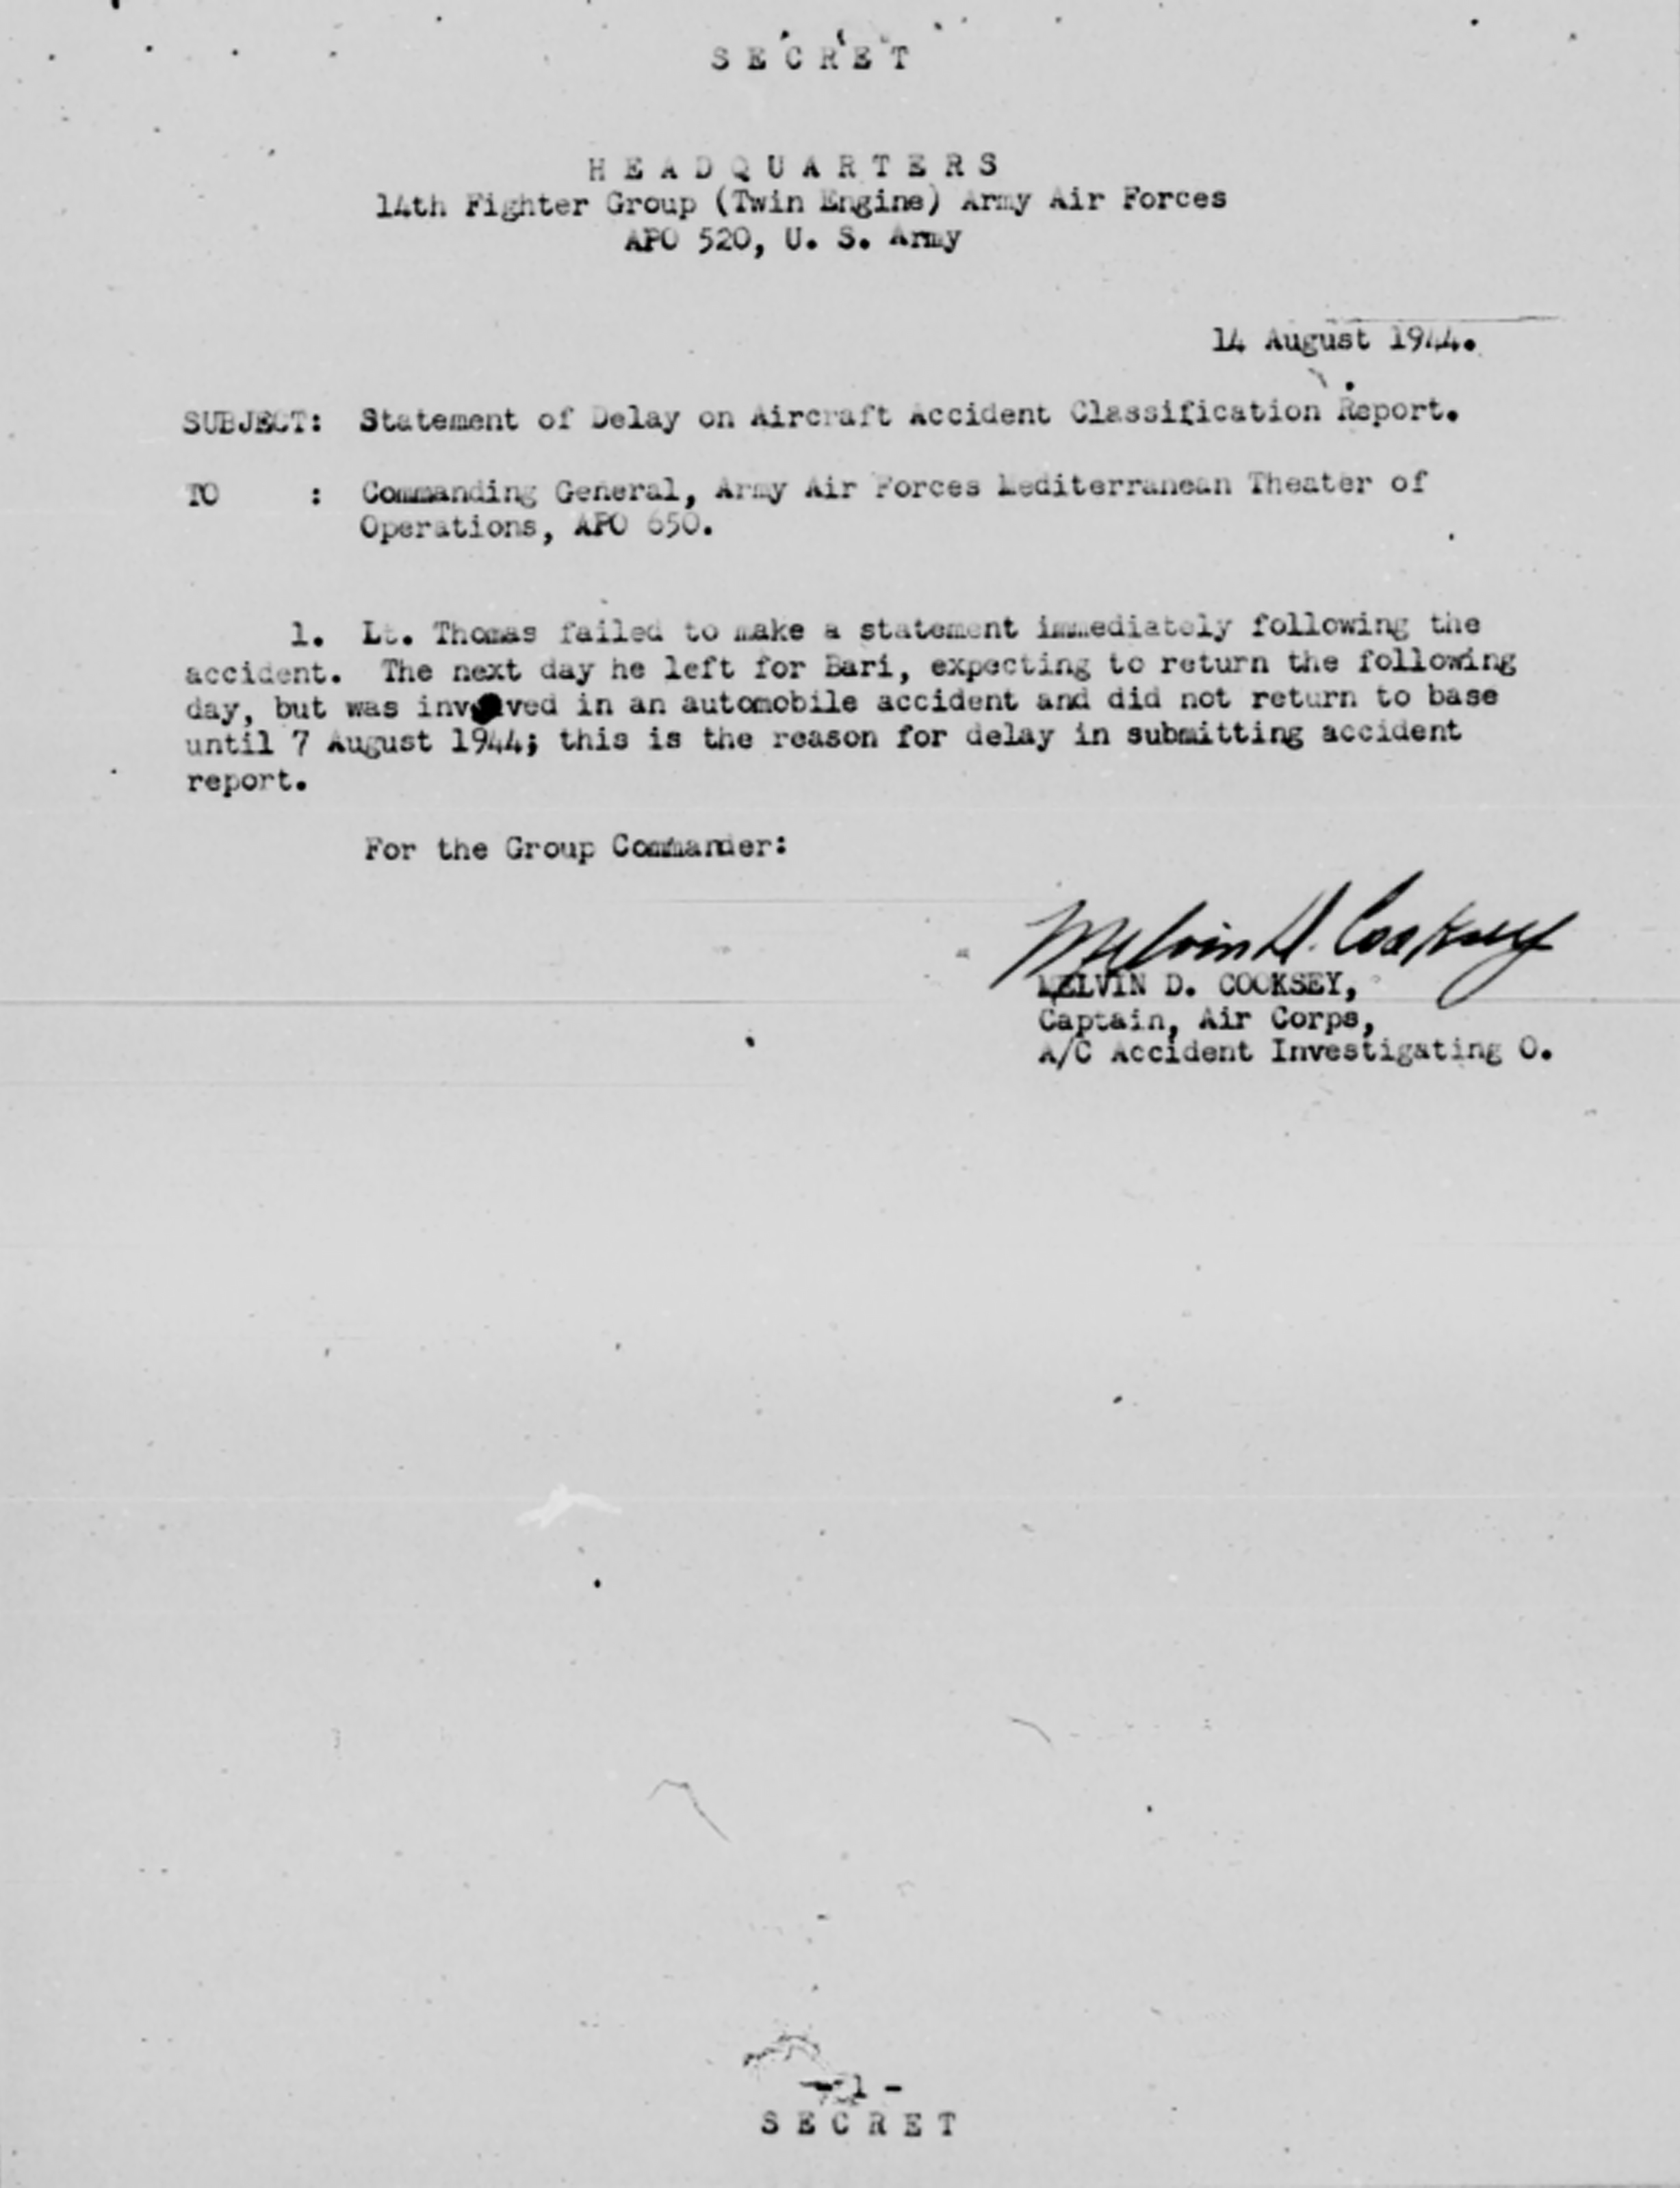 S E C R E T
H E A D Q U A R T E R S
14th Fighter Group (Twin Engine) Army Air Forces
APO 520, U. S. Army
14 August 1944.
SUBJECT: Statement of Delay on Aircraft Accident Classification Report.
TO : Commanding General, Army Air Forces Mediterranean Theater of
Operations, APO 650.
1. Lt. Thomas failed to make a statement immediately following the
accident. The next day he left for Bari, expecting to return the following
day, but was involved in an automobile accident and did not return to base
until 7 August 1944; this is the reason for delay in submitting accident
report.
For the Group Commander:
Melvin D. Cooksey
MELVIN D. COOKSEY,
Captain, Air Corps,
A/C Accident Investigating O.
- 1 -
S E C R E T